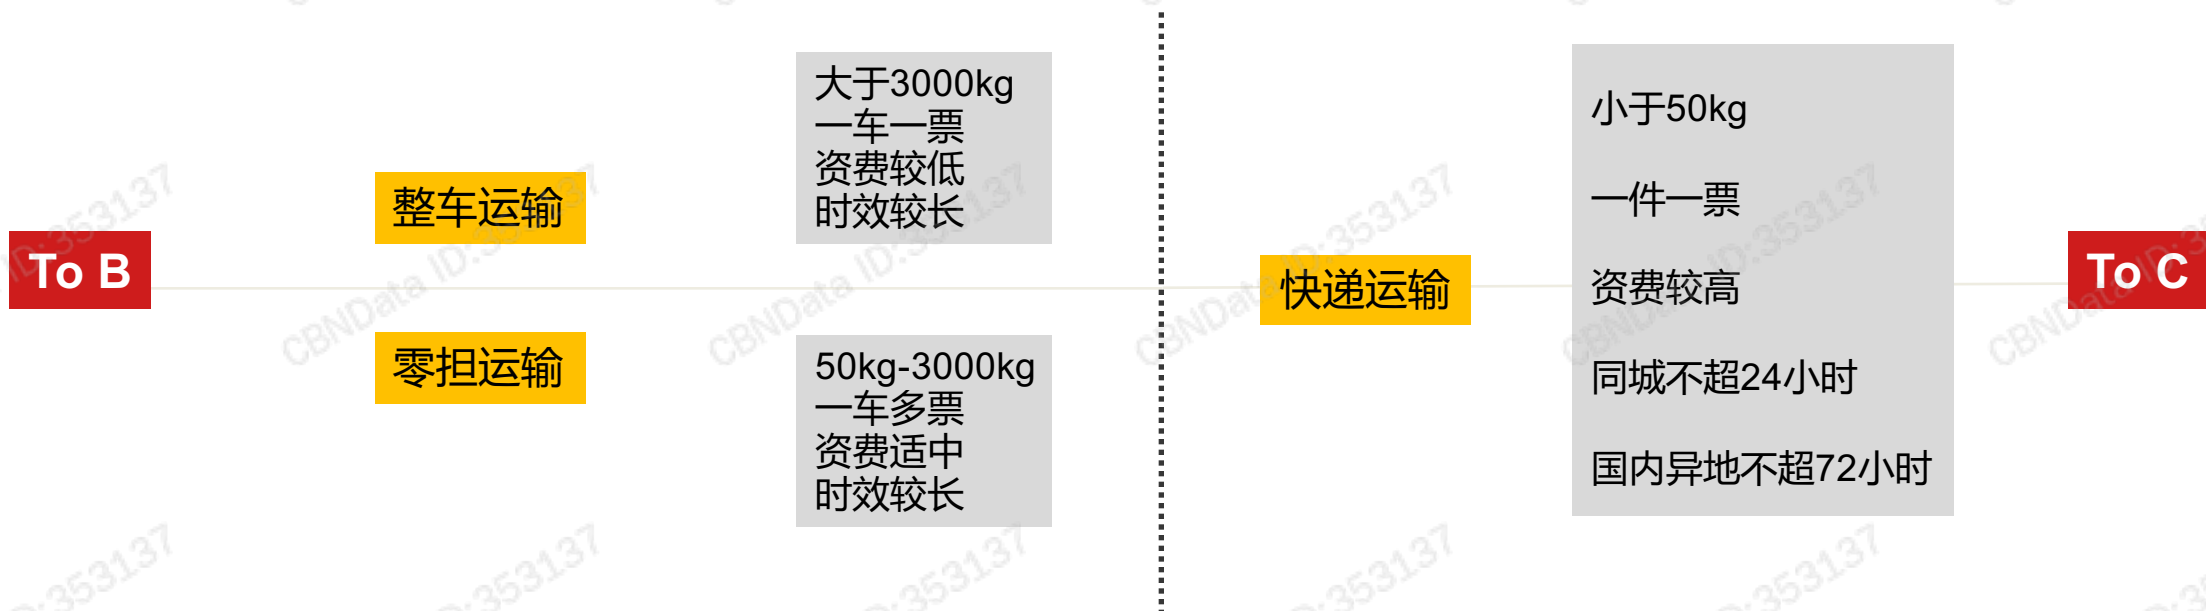 To B
整车运输
大于3000kg
一车一票
资费较低
时效较长
零担运输
50kg-3000kg
一车多票
资费适中
时效较长
快递运输
小于50kg
一件一票
资费较高
同城不超24小时
国内异地不超72小时
To C
CBNData ID:353137